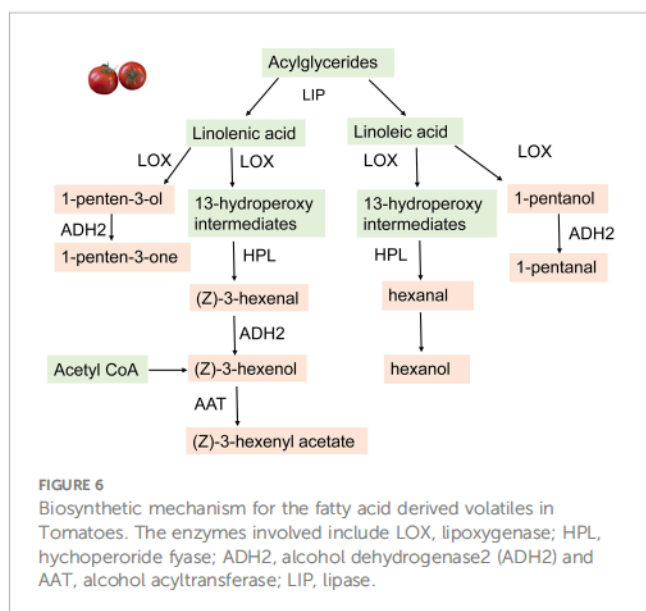 Acylglycerides
LIP
Linolenic acid
Linoleic acid
LOX
LOX
LOX
LOX
1-penten-3-ol
13-hydroperoxy
intermediates
13-hydroperoxy
intermediates
1-pentanol
ADH2
ADH2
1-penten-3-one
HPL
HPL
1-pentanal
(Z)-3-hexenal
hexanal
ADH2
Acetyl CoA
(Z)-3-hexenol
hexanol
AAT
(Z)-3-hexenyl acetate
FIGURE 6
Biosynthetic mechanism for the fatty acid derived volatiles in
Tomatoes. The enzymes involved include LOX, lipoxygenase; HPL,
hychoperoride fyase; ADH2, alcohol dehydrogenase2 (ADH2) and
AAT, alcohol acyltransferase; LIP, lipase.